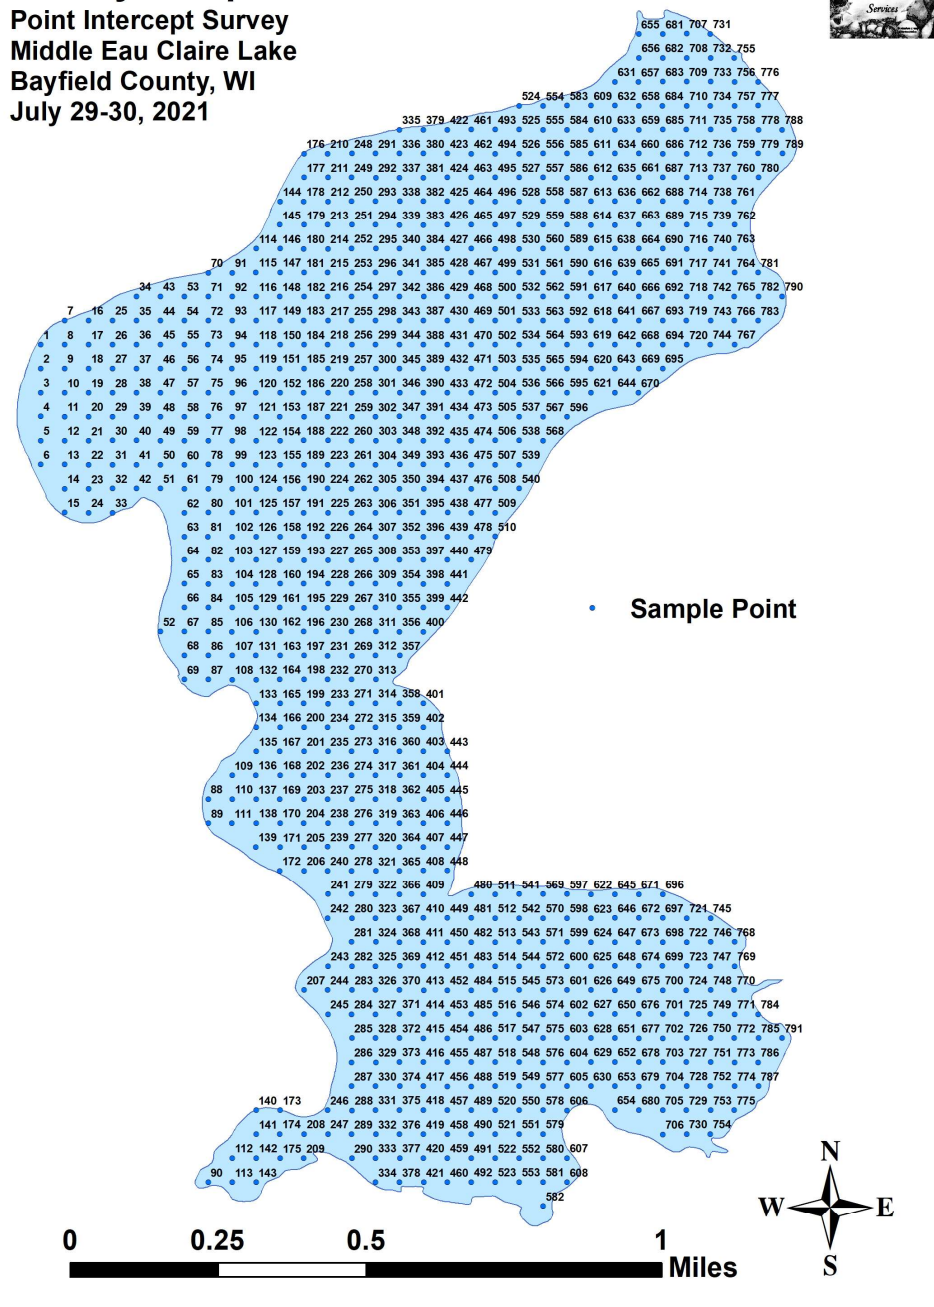 Point Intercept Survey
Middle Eau Claire Lake
Bayfield County, WI
July 29-30, 2021
Services
655 681 707 731
656 682 708 732 755
631 657 683 709 733 756 776
524 554 583 609 632 658 684 710 734 757 777
335 379 422 461 493 525 555 584 610 633 659 685 711 735 758 778 788
176 210 248 291 336 380 423 462 494 526 556 585 611 634 660 686 712 736 759 779 789
177 211 249 292 337 381 424 463 495 527 557 586 612 635 661 687 713 737 760 780
144 178 212 250 293 338 382 425 464 496 528 558 587 613 636 662 688 714 738 761
145 179 213 251 294 339 383 426 465 497 529 559 588 614 637 663 689 715 739 762
114 146 180 214 252 295 340 384 427 466 498 530 560 589 615 638 664 690 716 740 763
70 91 115 147 181 215 253 296 341 385 428 467 499 531 561 590 616 639 665 691 717 741 764 781
34 43 53 71 92 116 148 182 216 254 297 342 386 429 468 500 532 562 591 617 640 666 692 718 742 765 782 790
7 16 25 35 44 54 72 93 117 149 183 217 255 298 343 387 430 469 501 533 563 592 618 641 667 693 719 743 766 783
1 8 17 26 36 45 55 73 94 118 150 184 218 256 299 344 388 431 470 502 534 564 593 619 642 668 694 720 744 767
2 9 18 27 37 46 56 74 95 119 151 185 219 257 300 345 389 432 471 503 535 565 594 620 643 669 695
3 10 19 28 38 47 57 75 96 120 152 186 220 258 301 346 390 433 472 504 536 566 595 621 644 670
4 11 20 29 39 48 58 76 97 121 153 187 221 259 302 347 391 434 473 505 537 567 596
5 12 21 30 40 49 59 77 98 122 154 188 222 260 303 348 392 435 474 506 538 568
6 13 22 31 41 50 60 78 99 123 155 189 223 261 304 349 393 436 475 507 539
14 23 32 42 51 61 79 100 124 156 190 224 262 305 350 394 437 476 508 540
15 24 33 62 80 101 125 157 191 225 263 306 351 395 438 477 509
63 81 102 126 158 192 226 264 307 352 396 439 478 510
64 82 103 127 159 193 227 265 308 353 397 440 479
65 83 104 128 160 194 228 266 309 354 398 441
66 84 105 129 161 195 229 267 310 355 399 442
Sample Point
52 67 85 106 130 162 196 230 268 311 356 400
68 86 107 131 163 197 231 269 312 357
69 87 108 132 164 198 232 270 313
133 165 199 233 271 314 358 401
134 166 200 234 272 315 359 402
135 167 201 235 273 316 360 403 443
109 136 168 202 236 274 317 361 404 444
88 110 137 169 203 237 275 318 362 405 445
89 111 138 170 204 238 276 319 363 406 446
139 171 205 239 277 320 364 407 447
172 206 240 278 321 365 408 448
241 279 322 366 409 480 511 541 569 597 622 645 671 696
242 280 323 367 410 449 481 512 542 570 598 623 646 672 697 721 745
281 324 368 411 450 482 513 543 571 599 624 647 673 698 722 746 768
243 282 325 369 412 451 483 514 544 572 600 625 648 674 699 723 747 769
207 244 283 326 370 413 452 484 515 545 573 601 626 649 675 700 724 748 770
245 284 327 371 414 453 485 516 546 574 602 627 650 676 701 725 749 771 784
285 328 372 415 454 486 517 547 575 603 628 651 677 702 726 750 772 785 791
286 329 373 416 455 487 518 548 576 604 629 652 678 703 727 751 773 786
287 330 374 417 456 488 519 549 577 605 630 653 679 704 728 752 774 787
140 173 246 288 331 375 418 457 489 520 550 578 606 654 680 705 729 753 775
141 174 208 247 289 332 376 419 458 490 521 551 579 706 730 754
112 142 175 209 290 333 377 420 459 491 522 552 580 607
90 113 143 334 378 421 460 492 523 553 581 608
582
N
W E
S
0 0.25 0.5 1
Miles